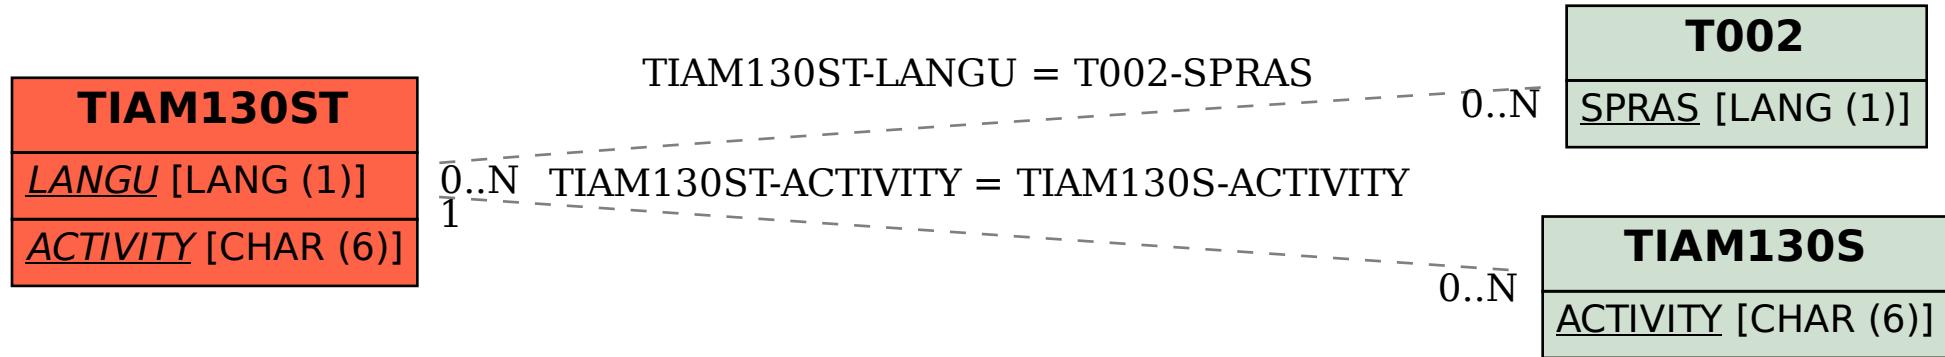 T002
SPRAS [LANG (1)]
TIAM130ST-LANGU = T002-SPRAS
0..N
TIAM130ST
LANGU [LANG (1)]
ACTIVITY [CHAR (6)]
0..N
TIAM130ST-ACTIVITY = TIAM130S-ACTIVITY
1
0..N
TIAM130S
ACTIVITY [CHAR (6)]